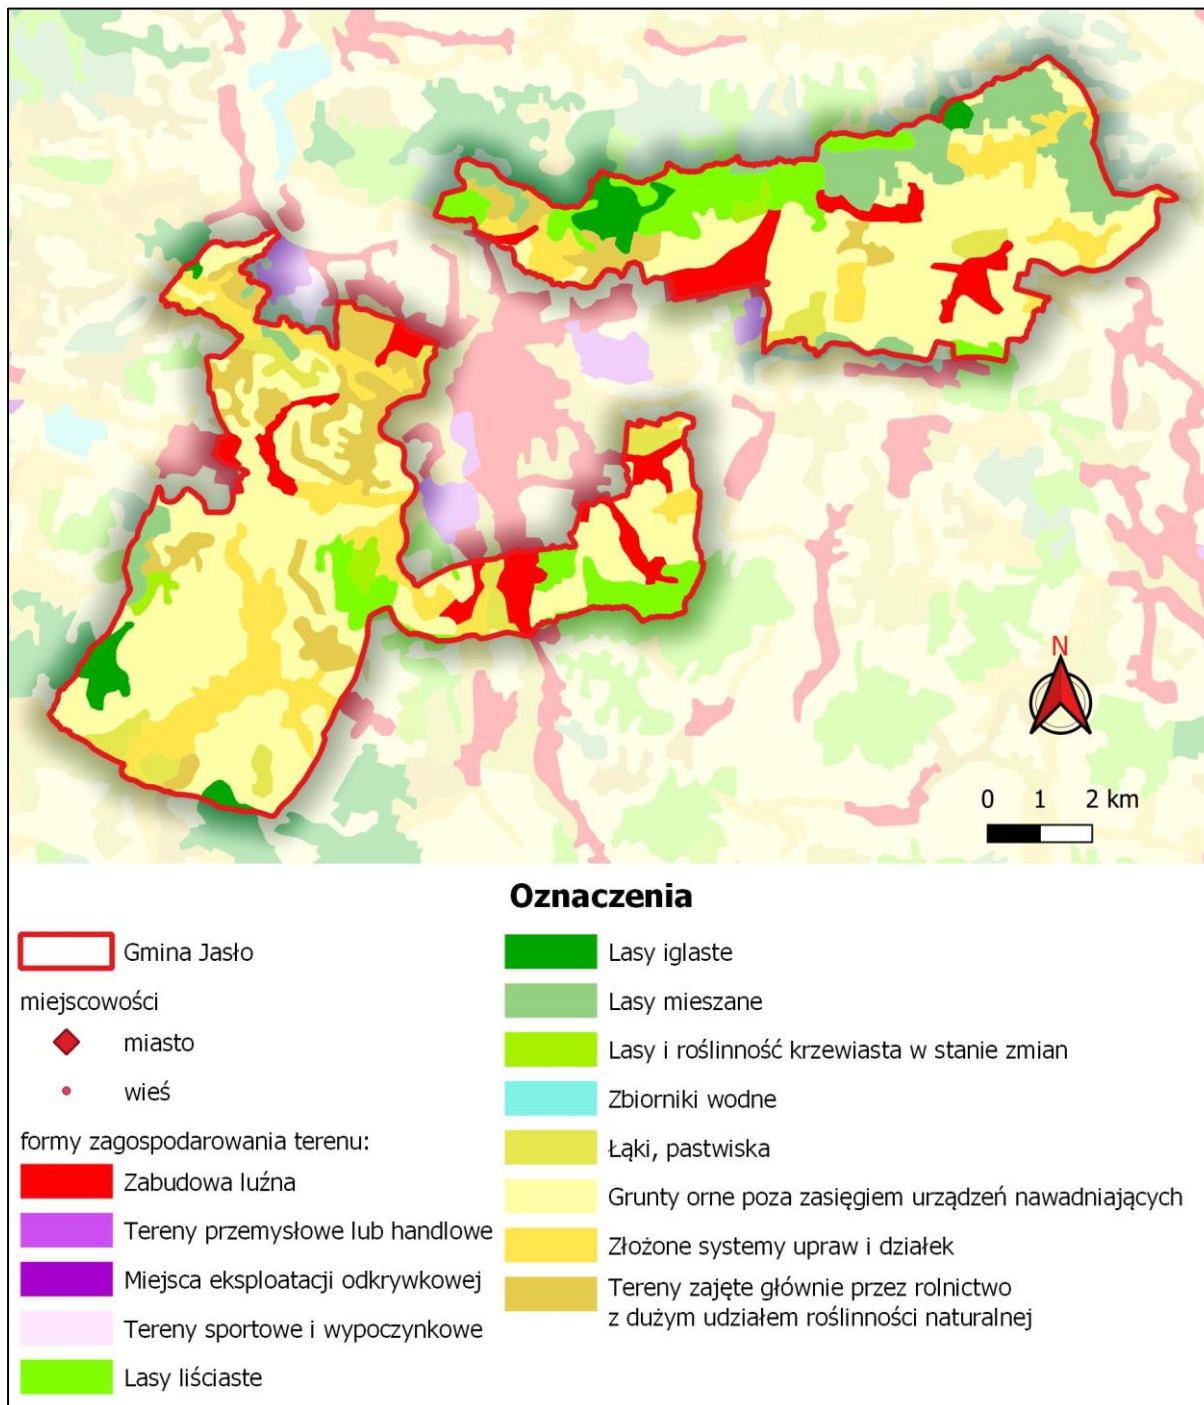 N
0 1 2 km
Oznaczenia
Gmina Jasło
miejscowości
miasto
wieś
formy zagospodarowania terenu:
Zabudowa luźna
Tereny przemysłowe lub handlowe
Miejsca eksploatacji odkrywkowej
Tereny sportowe i wypoczynkowe
Lasy liściaste
Lasy iglaste
Lasy mieszane
Lasy i roślinność krzewiasta w stanie zmian
Zbiorniki wodne
Łąki, pastwiska
Grunty orne poza zasięgiem urządzeń nawadniających
Złożone systemy upraw i działek
Tereny zajęte głównie przez rolnictwo
z dużym udziałem roślinności naturalnej